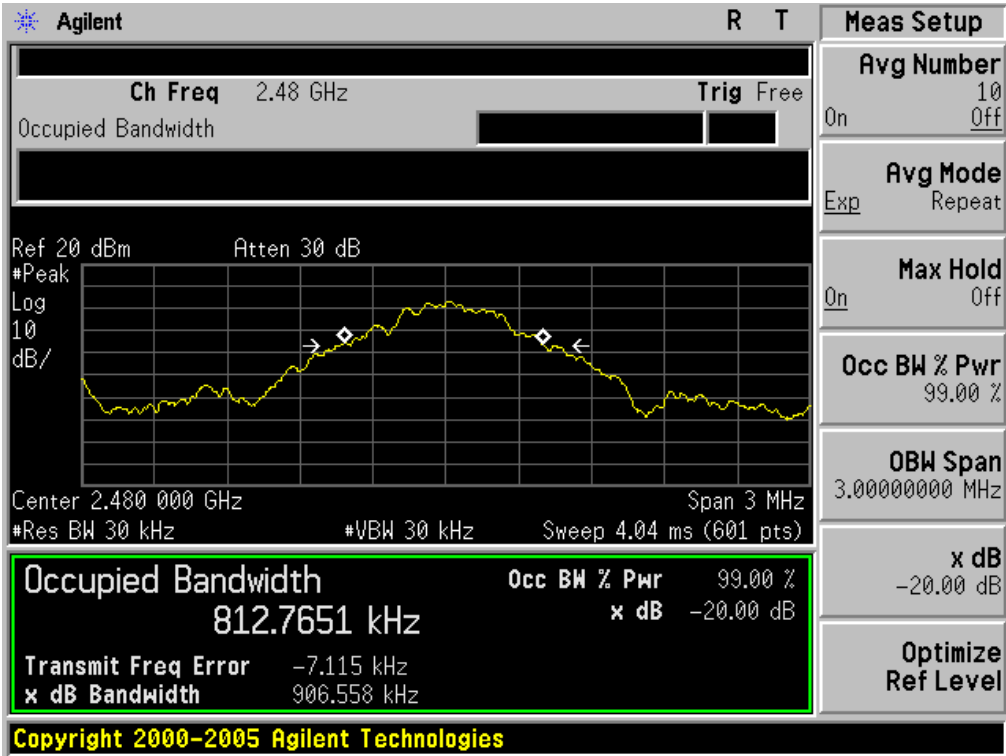 Agilent R T
Ch Freq 2.48 GHz Trig Free
Occupied Bandwidth
Ref 20 dBm Atten 30 dB
#Peak
Log
10
dB/
Center 2.480 000 GHz Span 3 MHz
#Res BW 30 kHz #VBW 30 kHz Sweep 4.04 ms (601 pts)
Occupied Bandwidth Occ BW % Pwr 99.00 %
812.7651 kHz x dB -20.00 dB
Transmit Freq Error -7.115 kHz
x dB Bandwidth 906.558 kHz
Copyright 2000-2005 Agilent Technologies
Meas Setup
Avg Number
10
On Off
Avg Mode
Exp Repeat
Max Hold
On Off
Occ BW % Pwr
99.00 %
OBW Span
3.00000000 MHz
x dB
-20.00 dB
Optimize
Ref Level